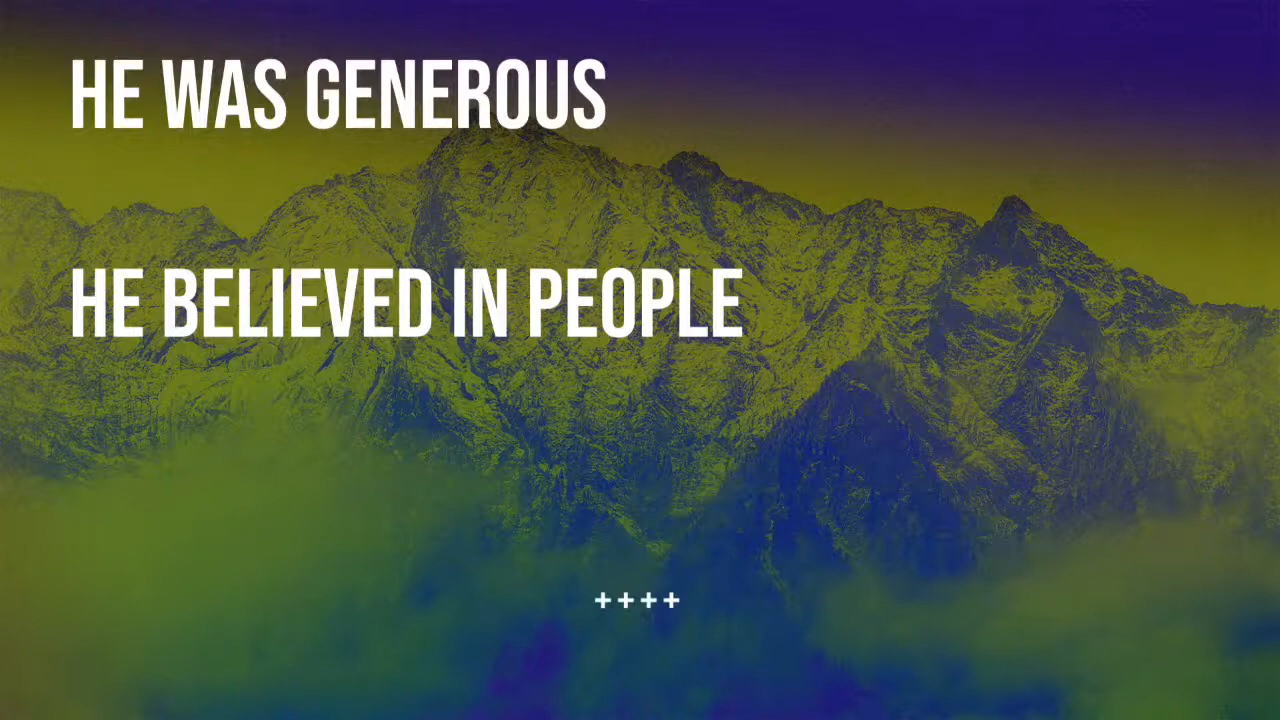 HE WAS GENEROUS
HE BELIEVED IN PEOPLE
++++